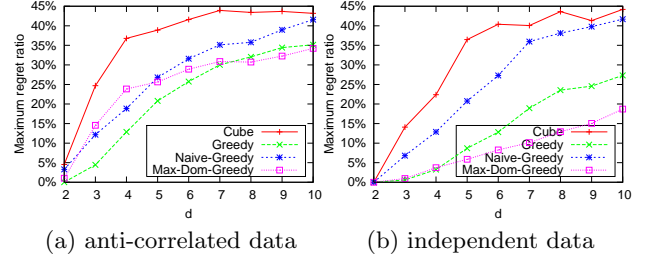 45%
40%
35%
30%
25%
20%
15%
10%
5%
0%
Maximum regret ratio
Cube
Greedy
Naive-Greedy
Max-Dom-Greedy
2 3 4 5 6 7 8 9 10
d
(a) anti-correlated data
45%
40%
35%
30%
25%
20%
15%
10%
5%
0%
Maximum regret ratio
Cube
Greedy
Naive-Greedy
Max-Dom-Greedy
2 3 4 5 6 7 8 9 10
d
(b) independent data